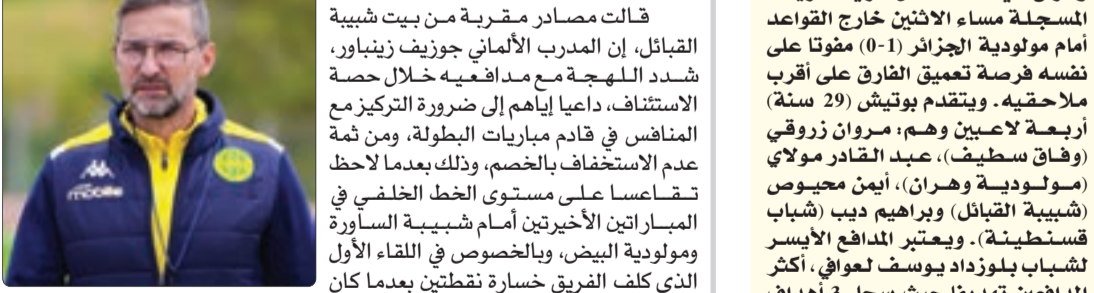 المسجلة مساء الاثنين خارج القواعد
أمام مولودية الجزائر (1-0) مفوتا على
نفسه فرصة تعميق الفارق على أقرب
ملاحقيه. ويتقدم بوتيش (29 سنة)
أربعة لاعبين وهم: مروان زروقي
(وفاق سطيف)، عبد القادر مولاي
(مولودية وهران)، أيمن محيوص
(شبيبة القبائل) وبراهيم ديب (شباب
قسنطينة). ويعتبر المدافع الأيسر
لشباب بلوزداد يوسف لعوافي، أكثر
قالت مصادر مقربة من بيت شبيبة
القبائل، إن المدرب الألماني جوزيف زينباور،
شدد اللهجة مع مدافعيه خلال حصة
الاستئناف، داعيا إياهم إلى ضرورة التركيز مع
المنافس في قادم مباريات البطولة، ومن ثمة
عدم الاستخفاف بالخصم، وذلك بعدما لاحظ
تقاعسا على مستوى الخط الخلفي في
المباراتين الأخيرتين أمام شبيبة الساورة
ومولودية البيض، وبالخصوص في اللقاء الأول
الذي كلف الفريق خسارة نقطتين بعدما كان
mobilis